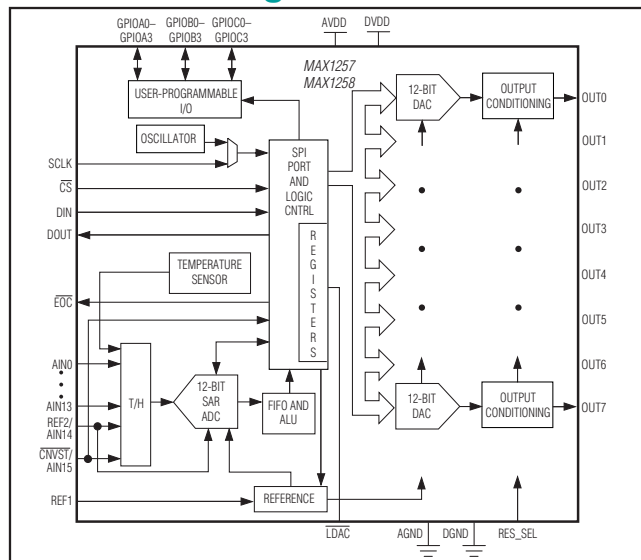 GPIOA0–
GPIOA3
GPIOB0–
GPIOB3
GPIOC0–
GPIOC3
AVDD
DVDD
MAX1257
MAX1258
USER-PROGRAMMABLE
I/O
12-BIT
DAC
OUTPUT
CONDITIONING
OUT0
OSCILLATOR
SCLK
SPI
PORT
AND
LOGIC
CNTRL
OUT1
CS
OUT2
DIN
DOUT
OUT3
REGISTERS
TEMPERATURE
SENSOR
OUT4
EOC
OUT5
AIN0
T/H
12-BIT
SAR
ADC
FIFO AND
ALU
OUT6
AIN13
REF2/
AIN14
12-BIT
DAC
OUTPUT
CONDITIONING
OUT7
CNVST/
AIN15
REF1
REFERENCE
LDAC
AGND
DGND
RES_SEL